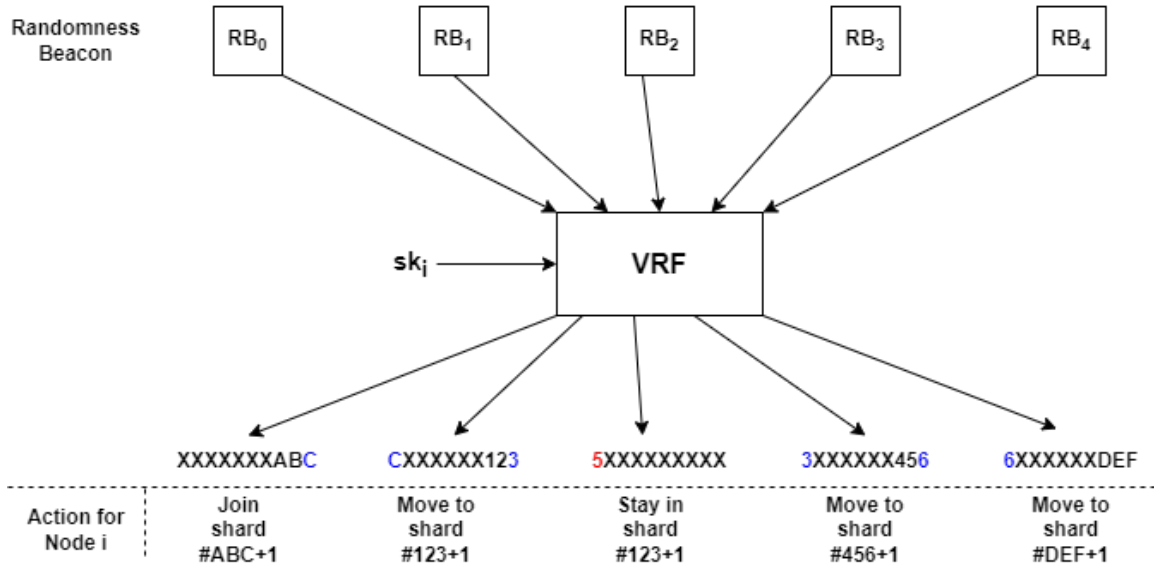 Randomness
Beacon
RB0 RB1 RB2 RB3 RB4
ski
VRF
XXXXXXXABC CXXXXXX123 5XXXXXXXXX 3XXXXXX456 6XXXXXXDEF
Action for
Node i
Join
shard
#ABC+1
Move to
shard
#123+1
Stay in
shard
#123+1
Move to
shard
#456+1
Move to
shard
#DEF+1